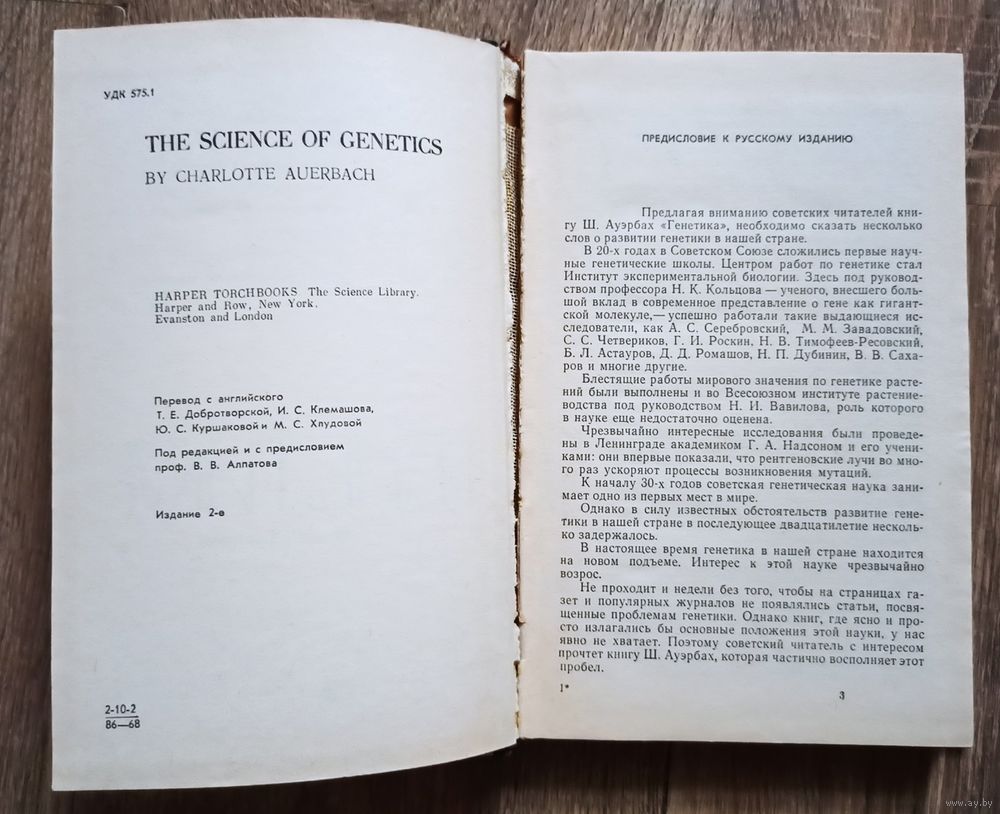 УДК 575.1
THE SCIENCE OF GENETICS
BY CHARLOTTE AUERBACH
HARPER TORCHBOOKS The Science Library.
Harper and Row, New York.
Evanston and London
Перевод с английского
Т. Е. Добротворской, И. С. Клемашова,
Ю. С. Куршаковой и М. С. Хлудовой
Под редакцией и с предисловием
проф. В. В. Алпатова
Издание 2-е
2-10-2
86—68
ПРЕДИСЛОВИЕ К РУССКОМУ ИЗДАНИЮ
Предлагая вниманию советских читателей кни-
гу Ш. Ауэрбах «Генетика», необходимо сказать несколько
слов о развитии генетики в нашей стране.
В 20-х годах в Советском Союзе сложились первые науч-
ные генетические школы. Центром работ по генетике стал
Институт экспериментальной биологии. Здесь под руковод-
ством профессора Н. К. Кольцова — ученого, внесшего боль-
шой вклад в современное представление о гене как гигант-
ской молекуле,— успешно работали такие выдающиеся ис-
следователи, как А. С. Серебровский, М. М. Завадовский,
С. С. Четвериков, Г. И. Роскин, Н. В. Тимофеев-Ресовский,
Б. Л. Астауров, Д. Д. Ромашов, Н. П. Дубинин, В. В. Саха-
ров и многие другие.
Блестящие работы мирового значения по генетике расте-
ний были выполнены и во Всесоюзном институте растение-
водства под руководством Н. И. Вавилова, роль которого
в науке еще недостаточно оценена.
Чрезвычайно интересные исследования были проведе-
ны в Ленинграде академиком Г. А. Надсоном и его учени-
ками: они впервые показали, что рентгеновские лучи во мно-
го раз ускоряют процессы возникновения мутаций.
К началу 30-х годов советская генетическая наука зани-
мает одно из первых мест в мире.
Однако в силу известных обстоятельств развитие гене-
тики в нашей стране в последующее двадцатилетие несколь-
ко задержалось.
В настоящее время генетика в нашей стране находится
на новом подъеме. Интерес к этой науке чрезвычайно
возрос.
Не проходит и недели без того, чтобы на страницах га-
зет и популярных журналов не появлялись статьи, посвя-
щенные проблемам генетики. Однако книг, где ясно и про-
сто излагались бы основные положения этой науки, у нас
явно не хватает. Поэтому советский читатель с интересом
прочтет книгу Ш. Ауэрбах, которая частично восполняет этот
пробел.
1*
3
www.ay.by